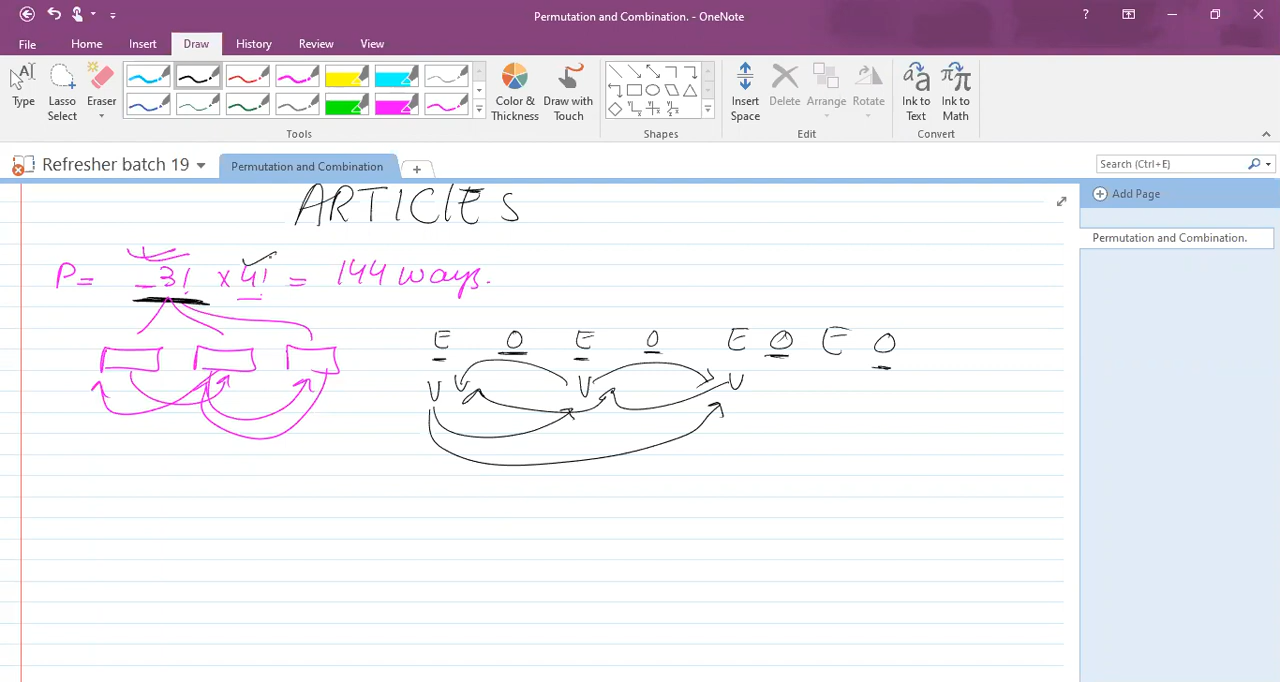 Permutation and Combination. - OneNote
?
File Home Insert Draw History Review View
Type Lasso Select Eraser Color & Thickness Draw with Touch Insert Space Delete Arrange Rotate Ink to Text Ink to Math
Tools Shapes Edit Convert
Refresher batch 19 Permutation and Combination Search (Ctrl+E)
Add Page
Permutation and Combination.
ARTICLES
P = 3! × 4! = 144 ways.
E O E O E O E O
V V V V